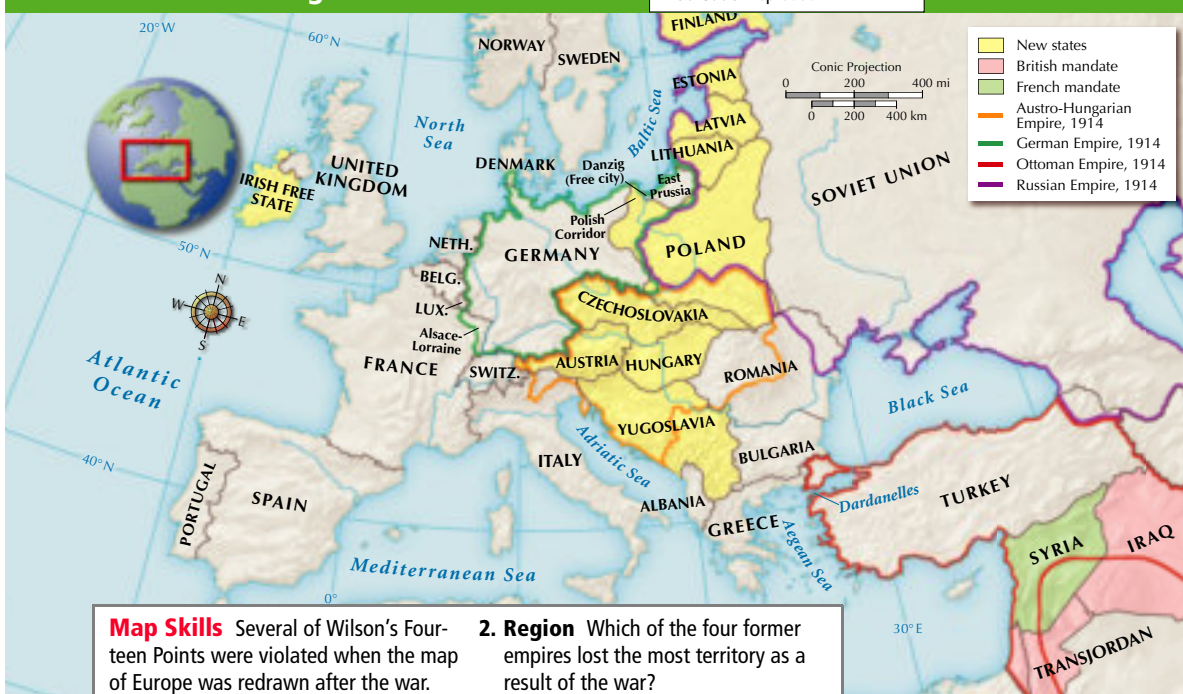 FINLAND
20°W
60°N
NORWAY
SWEDEN
New states
British mandate
French mandate
Austro-Hungarian
Empire, 1914
German Empire, 1914
Ottoman Empire, 1914
Russian Empire, 1914
Conic Projection
0 200 400 mi
0 200 400 km
ESTONIA
Baltic Sea
LATVIA
LITHUANIA
North
Sea
DENMARK
Danzig
(Free city)
East
Prussia
UNITED
KINGDOM
IRISH FREE
STATE
SOVIET UNION
Polish
Corridor
50°N
NETH.
GERMANY
POLAND
BELG.
N
W
E
S
LUX.
CZECHOSLOVAKIA
Alsace-
Lorraine
Atlantic
Ocean
FRANCE
SWITZ.
AUSTRIA
HUNGARY
ROMANIA
Black Sea
YUGOSLAVIA
Adriatic Sea
BULGARIA
40°N
ITALY
PORTUGAL
SPAIN
ALBANIA
Dardanelles
TURKEY
GREECE
Aegean Sea
SYRIA
IRAQ
Mediterranean Sea
0°
30°E
TRANSJORDAN
Map Skills Several of Wilson's Four-
teen Points were violated when the map
of Europe was redrawn after the war.
2. Region Which of the four former
empires lost the most territory as a
result of the war?